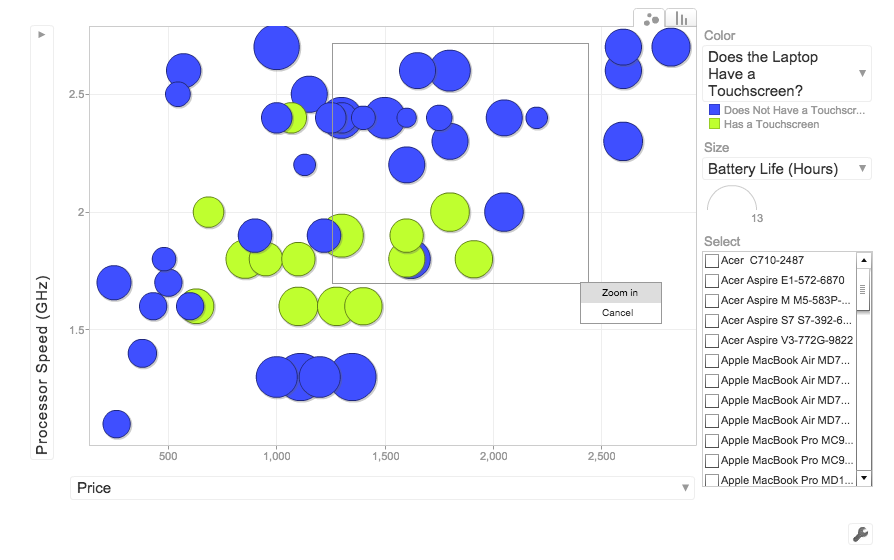 Processor Speed (GHz)
2.5
2
1.5
500
1,000
1,500
2,000
2,500
Price
Zoom in
Cancel
Color
Does the Laptop
Have a
Touchscreen?
Does Not Have a Touchscr...
Has a Touchscreen
Size
Battery Life (Hours)
13
Select
Acer C710-2487
Acer Aspire E1-572-6870
Acer Aspire M M5-583P-...
Acer Aspire S7 S7-392-6...
Acer Aspire V3-772G-9822
Apple MacBook Air MD7...
Apple MacBook Air MD7...
Apple MacBook Air MD7...
Apple MacBook Air MD7...
Apple MacBook Pro MC9...
Apple MacBook Pro MC9...
Apple MacBook Pro MD1...